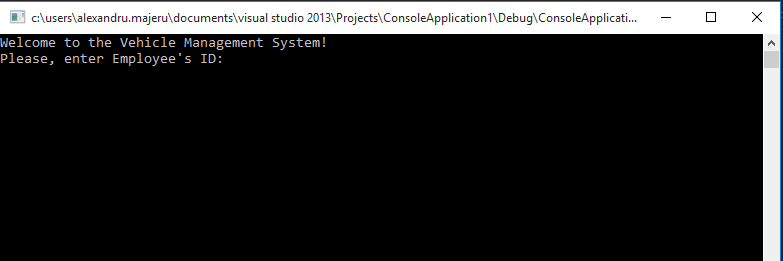 c:\users\alexandru.majeru\documents\visual studio 2013\Projects\ConsoleApplication1\Debug\ConsoleApplicati...
Welcome to the Vehicle Management System!
Please, enter Employee's ID: